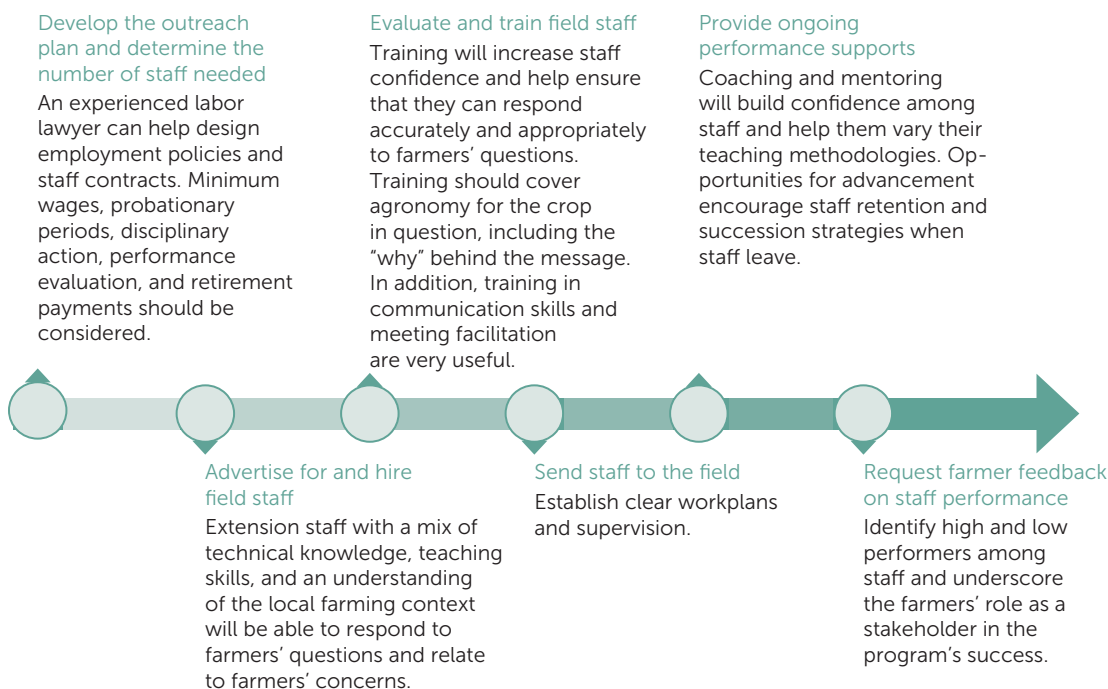 Develop the outreach
plan and determine the
number of staff needed
An experienced labor
lawyer can help design
employment policies and
staff contracts. Minimum
wages, probationary
periods, disciplinary
action, performance
evaluation, and retirement
payments should be
considered.
Advertise for and hire
field staff
Extension staff with a mix of
technical knowledge, teaching
skills, and an understanding
of the local farming context
will be able to respond to
farmers’ questions and relate
to farmers’ concerns.
Evaluate and train field staff
Training will increase staff
confidence and help ensure
that they can respond
accurately and appropriately
to farmers’ questions.
Training should cover
agronomy for the crop
in question, including the
“why” behind the message.
In addition, training in
communication skills and
meeting facilitation
are very useful.
Send staff to the field
Establish clear workplans
and supervision.
Provide ongoing
performance supports
Coaching and mentoring
will build confidence among
staff and help them vary their
teaching methodologies. Op-
portunities for advancement
encourage staff retention and
succession strategies when
staff leave.
Request farmer feedback
on staff performance
Identify high and low
performers among
staff and underscore
the farmers’ role as a
stakeholder in the
program’s success.